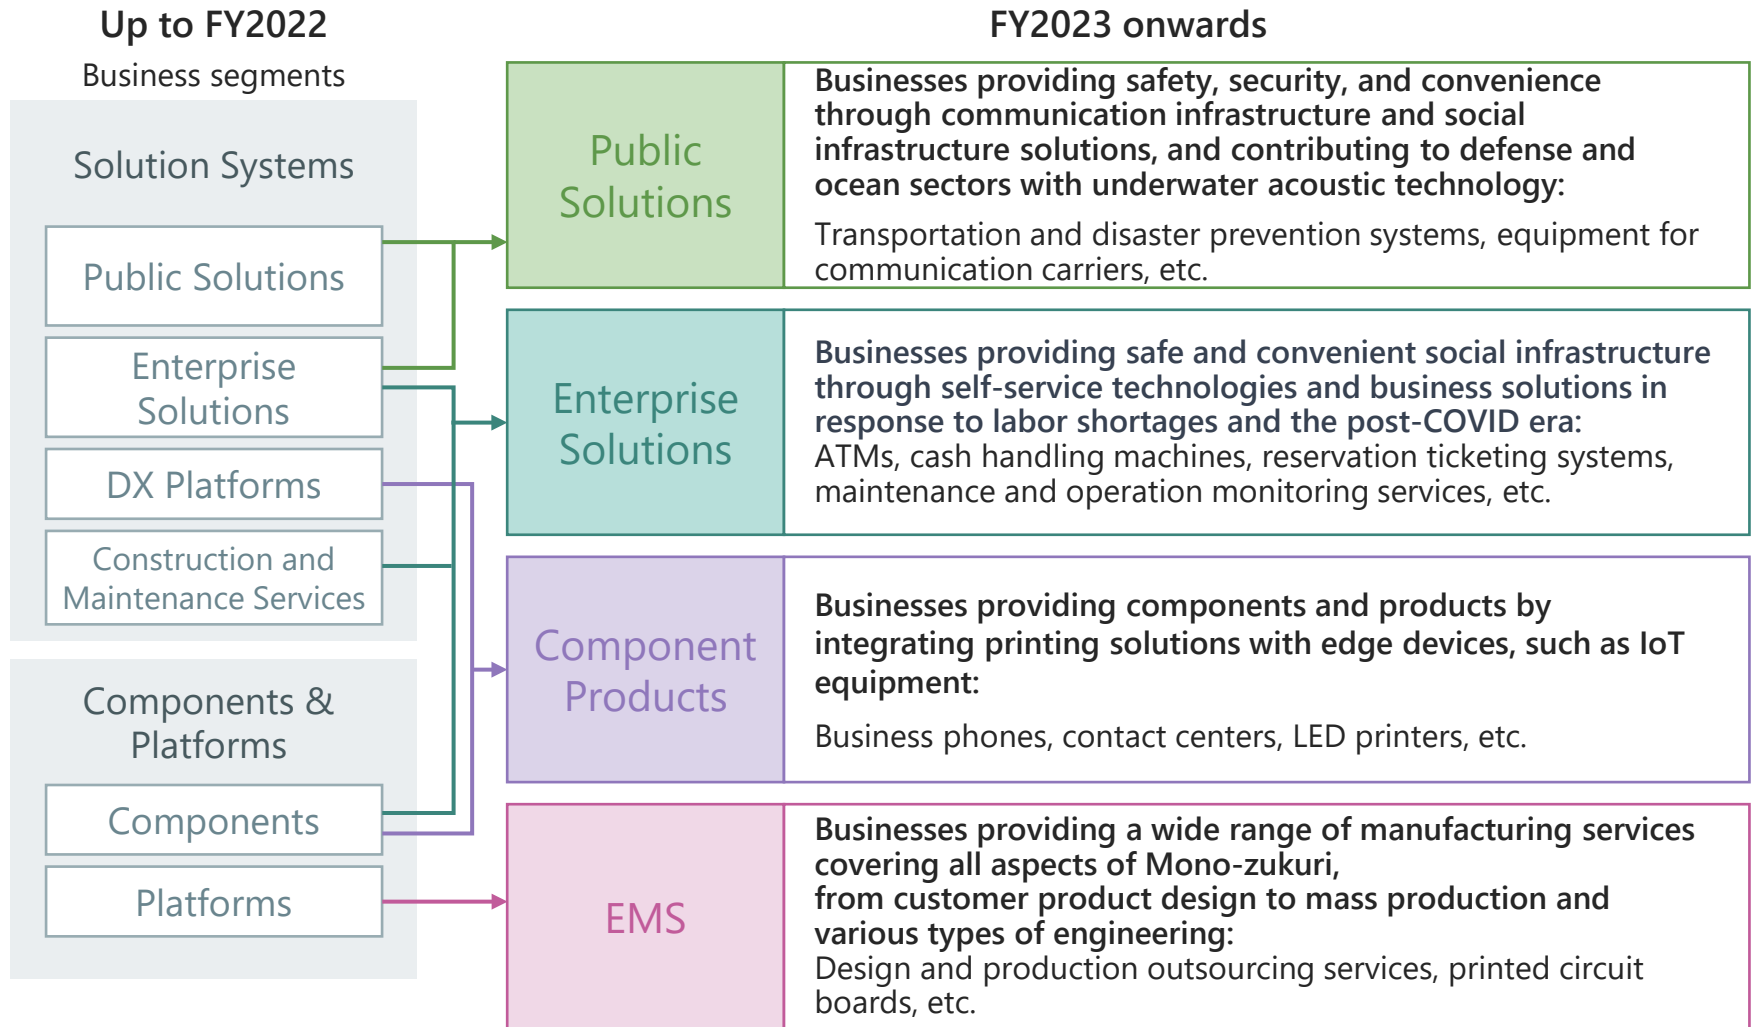 Up to FY2022
Business segments
Solution Systems
Public Solutions
Enterprise
Solutions
DX Platforms
Construction and
Maintenance Services
Components &
Platforms
Components
Platforms
FY2023 onwards
Public
Solutions
Businesses providing safety, security, and convenience
through communication infrastructure and social
infrastructure solutions, and contributing to defense and
ocean sectors with underwater acoustic technology:
Transportation and disaster prevention systems, equipment for
communication carriers, etc.
Enterprise
Solutions
Businesses providing safe and convenient social infrastructure
through self-service technologies and business solutions in
response to labor shortages and the post-COVID era:
ATMs, cash handling machines, reservation ticketing systems,
maintenance and operation monitoring services, etc.
Component
Products
Businesses providing components and products by
integrating printing solutions with edge devices, such as IoT
equipment:
Business phones, contact centers, LED printers, etc.
EMS
Businesses providing a wide range of manufacturing services
covering all aspects of Mono-zukuri,
from customer product design to mass production and
various types of engineering:
Design and production outsourcing services, printed circuit
boards, etc.